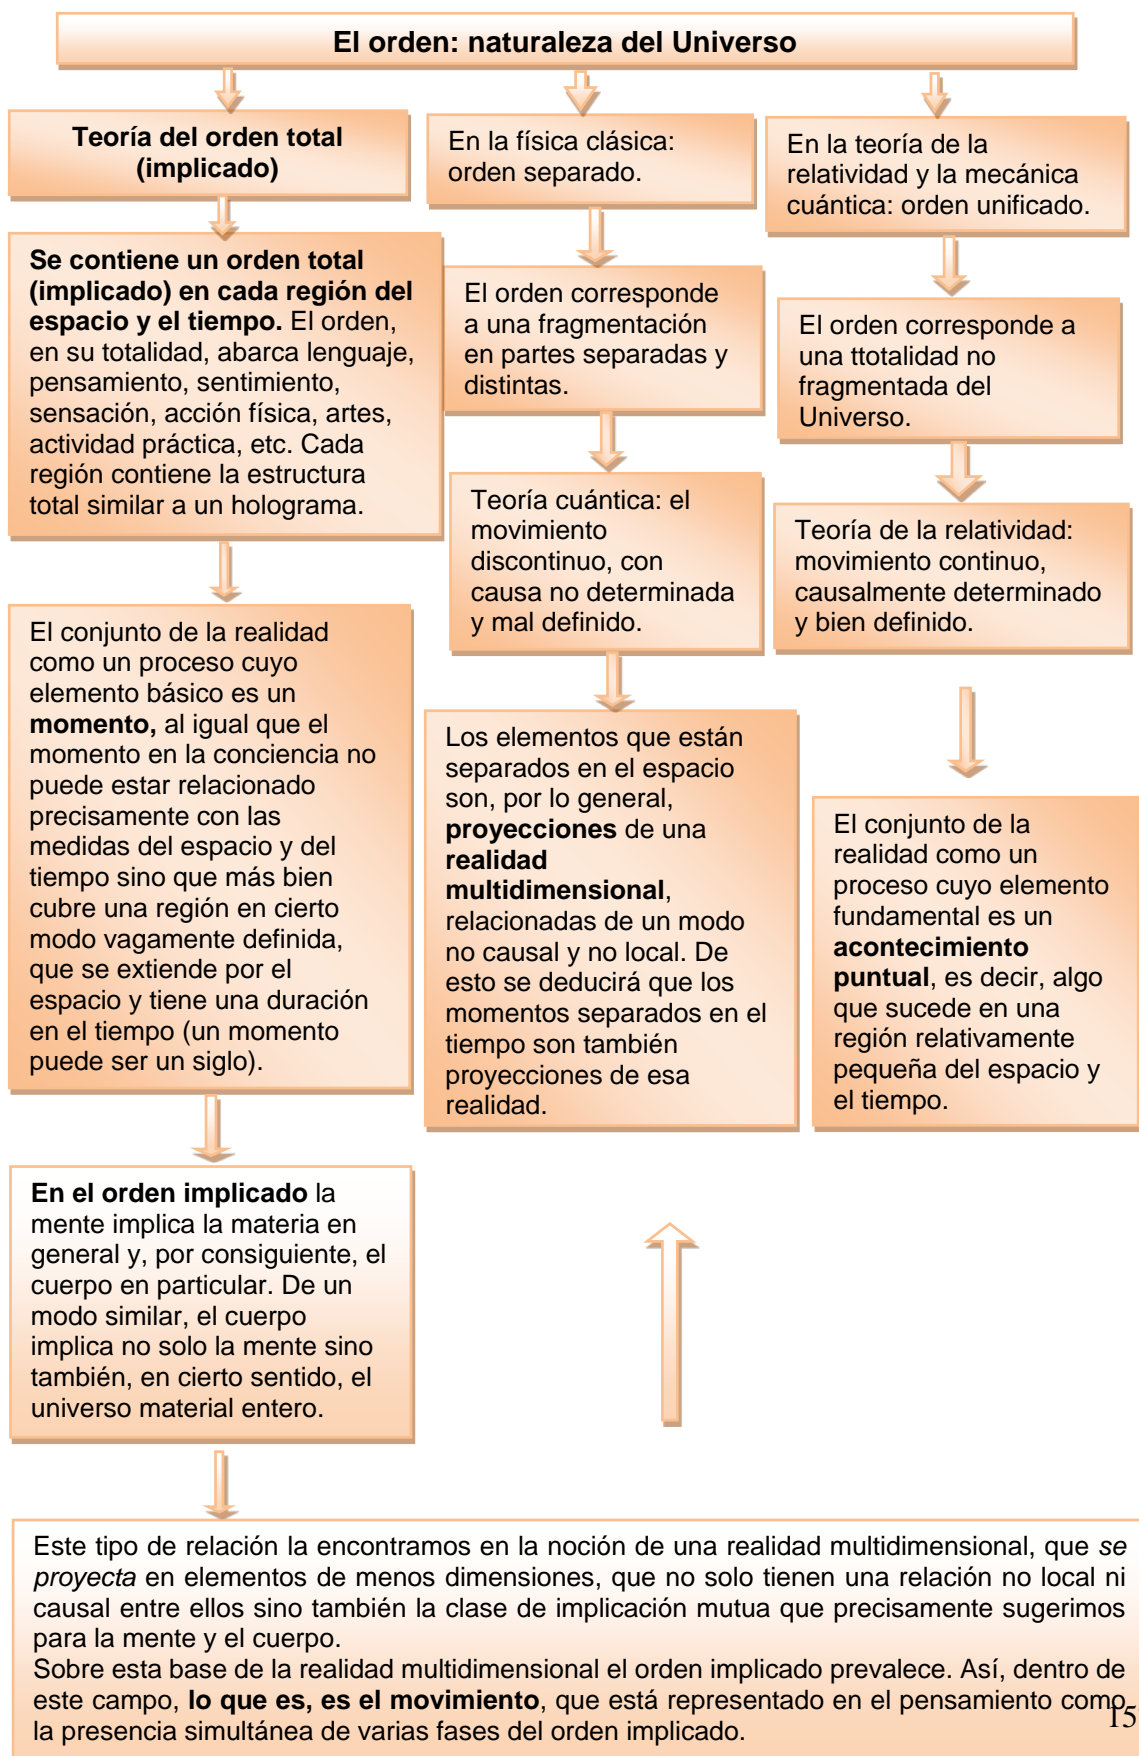 El orden: naturaleza del Universo
Teoría del orden total
(implicado)
Se contiene un orden total
(implicado) en cada región del
espacio y el tiempo. El orden,
en su totalidad, abarca lenguaje,
pensamiento, sentimiento,
sensación, acción física, artes,
actividad práctica, etc. Cada
región contiene la estructura
total similar a un holograma.
El conjunto de la realidad
como un proceso cuyo
elemento básico es un
momento, al igual que el
momento en la conciencia no
puede estar relacionado
precisamente con las
medidas del espacio y del
tiempo sino que más bien
cubre una región en cierto
modo vagamente definida,
que se extiende por el
espacio y tiene una duración
en el tiempo (un momento
puede ser un siglo).
En el orden implicado la
mente implica la materia en
general y, por consiguiente, el
cuerpo en particular. De un
modo similar, el cuerpo
implica no solo la mente sino
también, en cierto sentido, el
universo material entero.
En la física clásica:
orden separado.
El orden corresponde
a una fragmentación
en partes separadas y
distintas.
Teoría cuántica: el
movimiento
discontinuo, con
causa no determinada
y mal definido.
Los elementos que están
separados en el espacio
son, por lo general,
proyecciones de una
realidad
multidimensional,
relacionadas de un modo
no causal y no local. De
esto se deducirá que los
momentos separados en el
tiempo son también
proyecciones de esa
realidad.
En la teoría de la
relatividad y la mecánica
cuántica: orden unificado.
El orden corresponde a
una ttotalidad no
fragmentada del
Universo.
Teoría de la relatividad:
movimiento continuo,
causalmente determinado
y bien definido.
El conjunto de la
realidad como un
proceso cuyo elemento
fundamental es un
acontecimiento
puntual, es decir, algo
que sucede en una
región relativamente
pequeña del espacio y
el tiempo.
Este tipo de relación la encontramos en la noción de una realidad multidimensional, que se
proyecta en elementos de menos dimensiones, que no solo tienen una relación no local ni
causal entre ellos sino también la clase de implicación mutua que precisamente sugerimos
para la mente y el cuerpo.
Sobre esta base de la realidad multidimensional el orden implicado prevalece. Así, dentro de
este campo, lo que es, es el movimiento, que está representado en el pensamiento como
la presencia simultánea de varias fases del orden implicado.
15